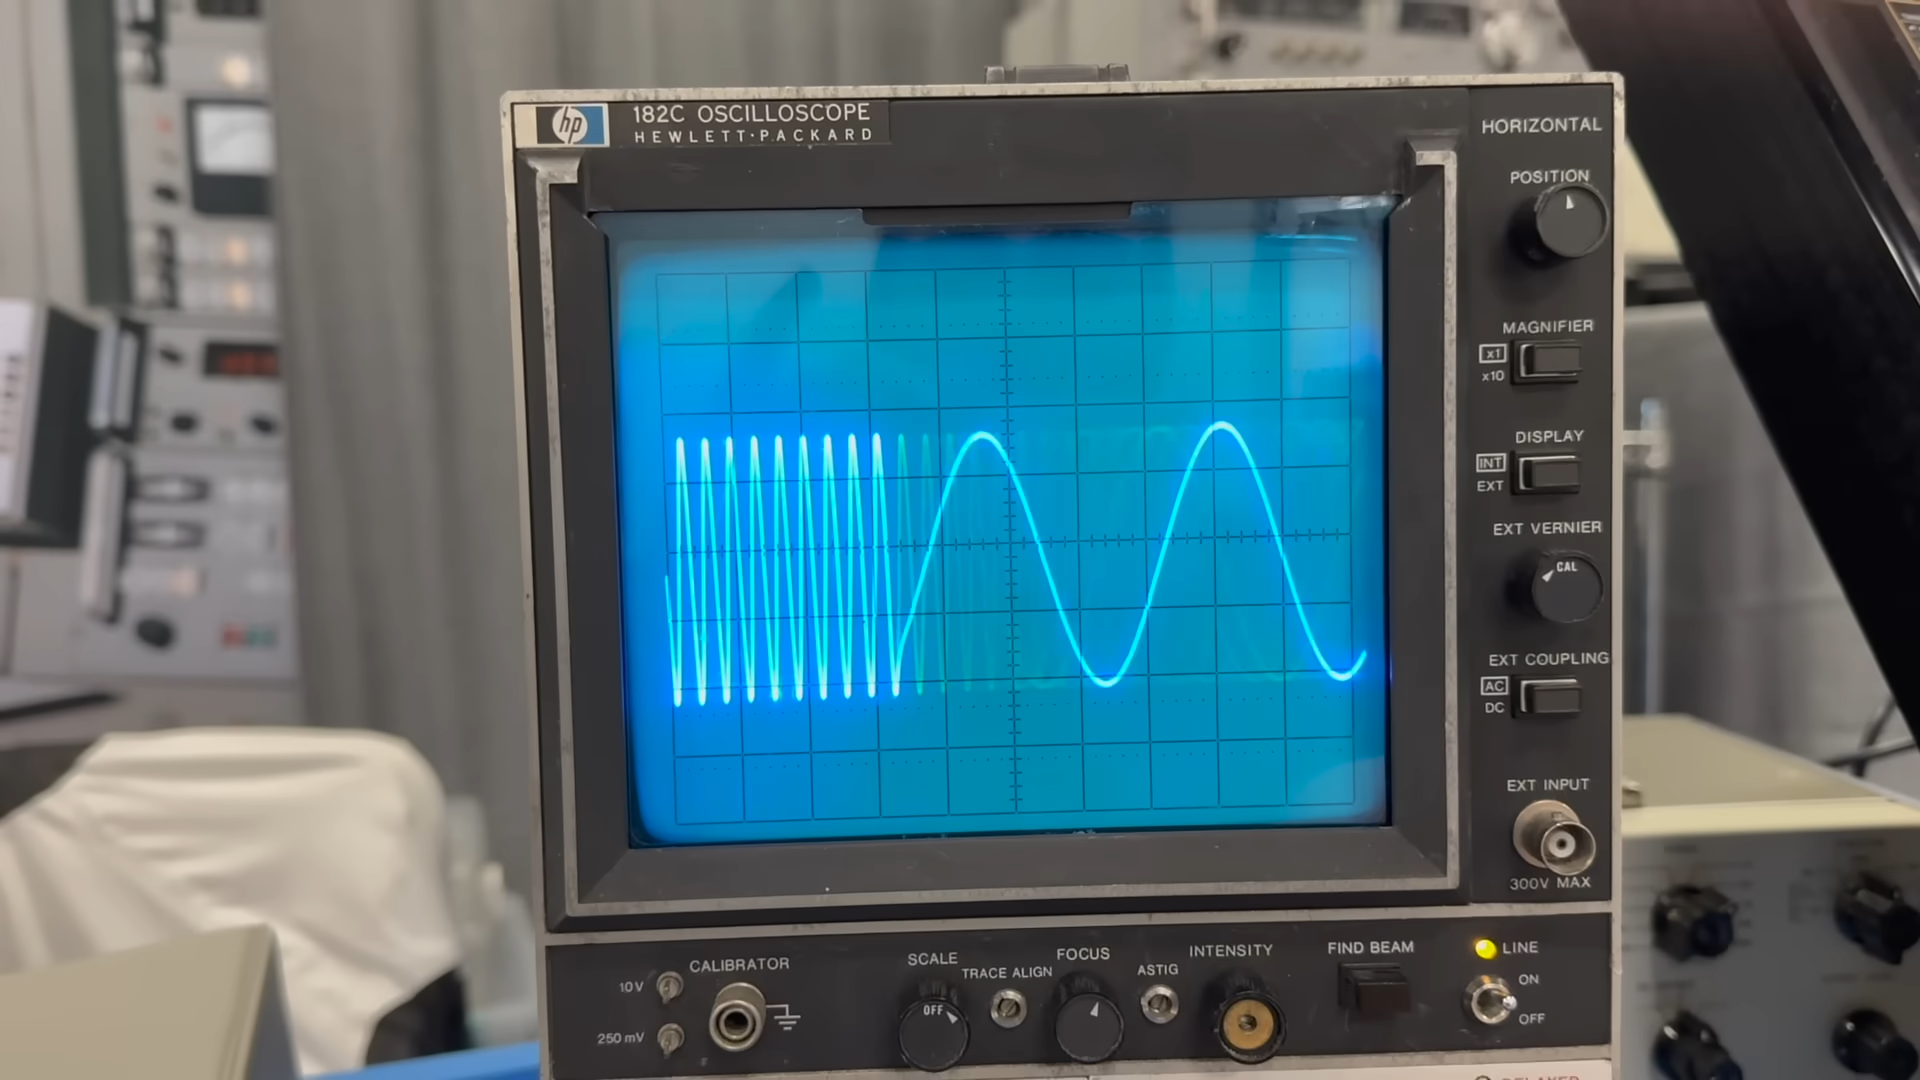 hp
182C OSCILLOSCOPE
HEWLETT·PACKARD
HORIZONTAL
POSITION
MAGNIFIER
x1
x10
DISPLAY
INT
EXT
EXT VERNIER
CAL
EXT COUPLING
AC
DC
EXT INPUT
300V MAX
CALIBRATOR
10V
250 mV
SCALE
OFF
TRACE ALIGN
FOCUS
ASTIG
INTENSITY
FIND BEAM
LINE
ON
OFF